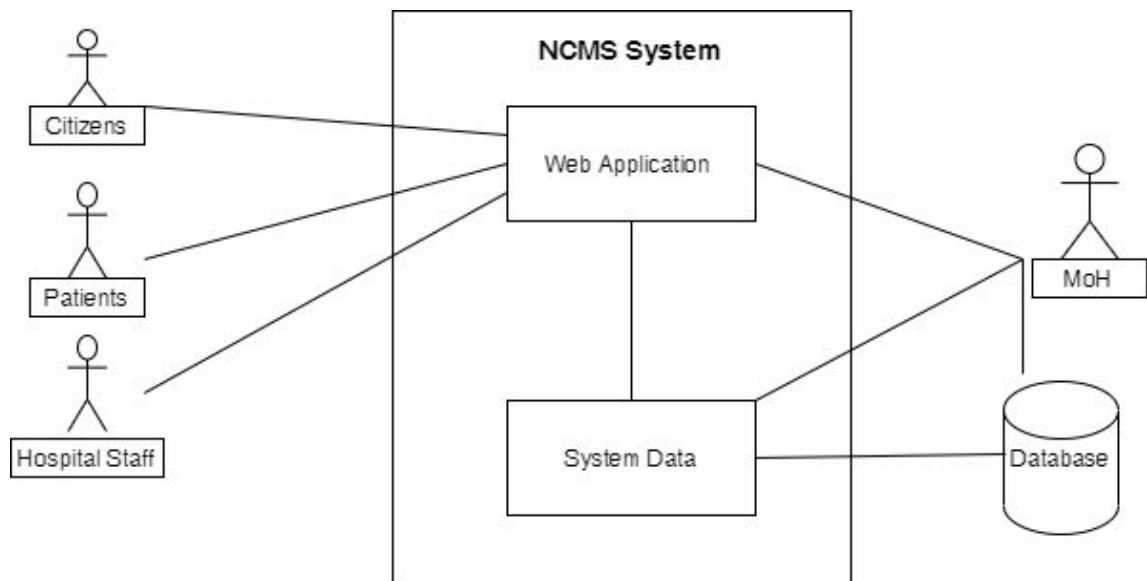 NCMS System
Citizens
Web Application
Patients
MoH
Hospital Staff
System Data
Database